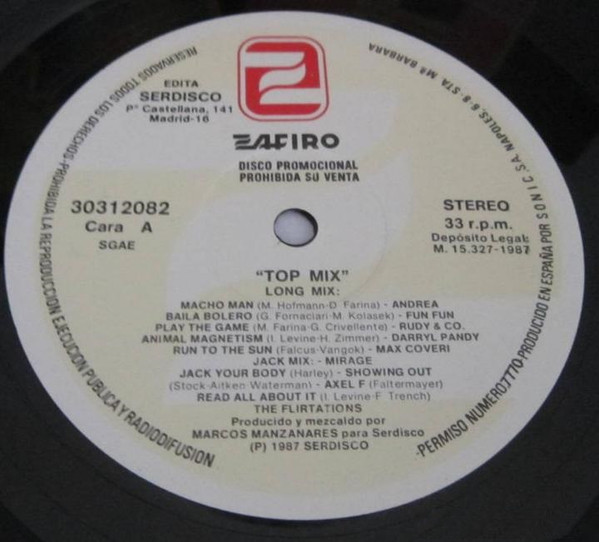 RESERVADOS TODOS LOS DERECHOS-PROHIBIDA LA REPRODUCCION EJECUCION PUBLICA Y RADIODIFUSION
EDITA
SERDISCO
Pº Castellana, 141
Madrid-16
ZAFIRO
DISCO PROMOCIONAL
PROHIBIDA SU VENTA
30312082
Cara A
SGAE
STEREO
33 r.p.m.
Depósito Legal:
M. 15.327-1987
"TOP MIX"
LONG MIX:
MACHO MAN (M. Hofmann-D. Farina) - ANDREA
BAILA BOLERO (G. Fornaciari-M. Kolasek) - FUN FUN
PLAY THE GAME (M. Farina-G. Crivellente) - RUDY & CO.
ANIMAL MAGNETISM (I. Levine-H. Zimmer) - DARRYL PANDY
RUN TO THE SUN (Falcus-Vangok) - MAX COVERI
JACK MIX: - MIRAGE
JACK YOUR BODY (Harley) - SHOWING OUT
(Stock-Aitken Waterman) - AXEL F (Faltermayer)
READ ALL ABOUT IT (I. Levine-F. Trench)
THE FLIRTATIONS
Producido y mezcaldo por
MARCOS MANZANARES para Serdisco
(P) 1987 SERDISCO
·PERMISO NUMERO 7770-PRODUCIDO EN ESPAÑA POR SONIC, S.A. NAPOLES 6-8- STA. Mª BARBARA